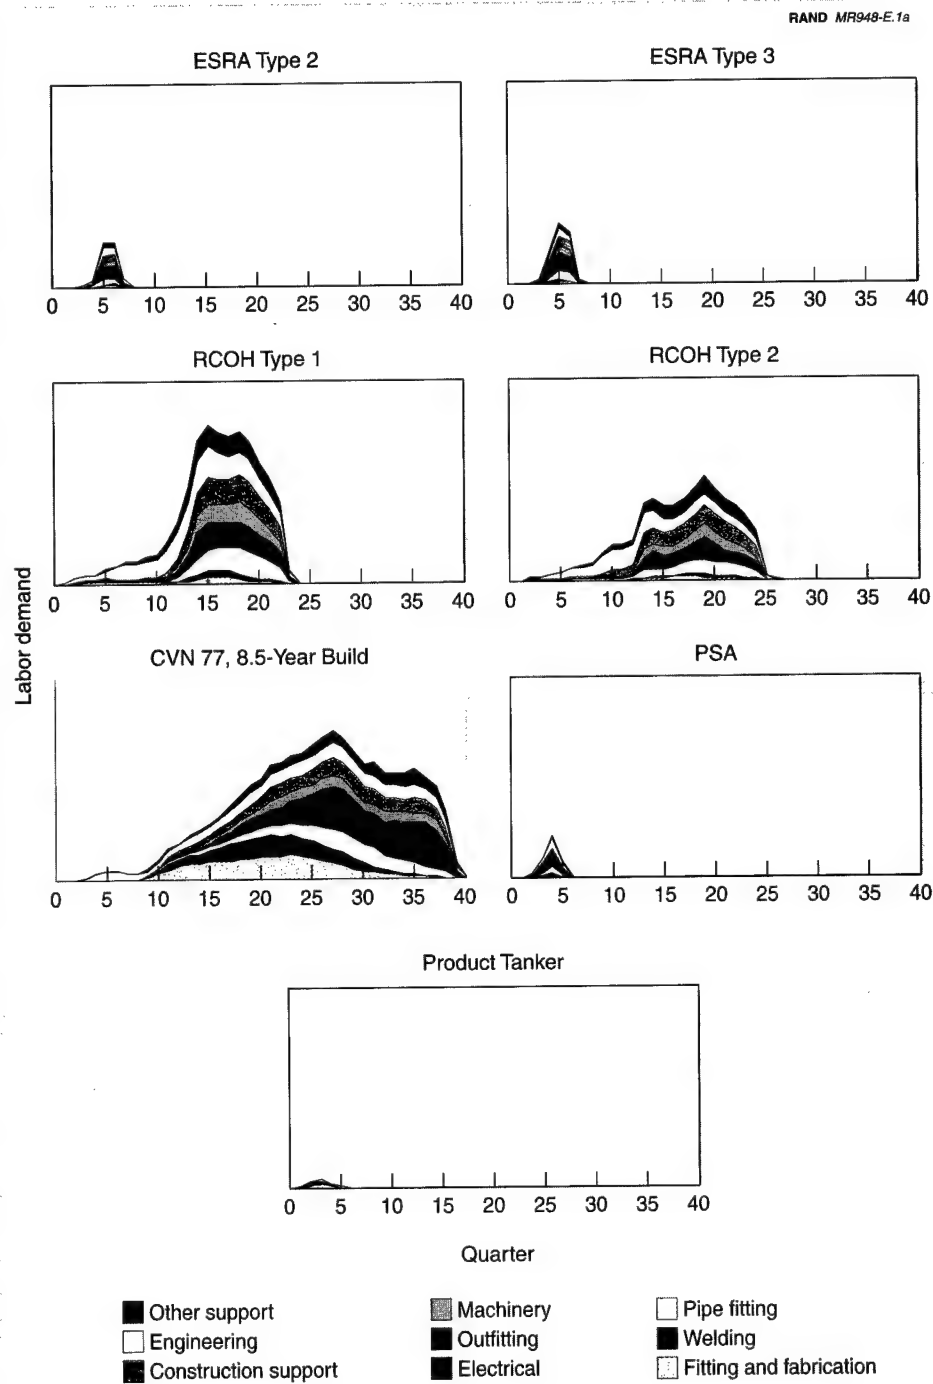 RAND MR948-E.1a
ESRA Type 2
ESRA Type 3
0 5 10 15 20 25 30 35 40
0 5 10 15 20 25 30 35 40
RCOH Type 1
RCOH Type 2
0 5 10 15 20 25 30 35 40
0 5 10 15 20 25 30 35 40
Labor demand
CVN 77, 8.5-Year Build
PSA
0 5 10 15 20 25 30 35 40
0 5 10 15 20 25 30 35 40
Product Tanker
0 5 10 15 20 25 30 35 40
Quarter
Other support
Engineering
Construction support
Machinery
Outfitting
Electrical
Pipe fitting
Welding
Fitting and fabrication